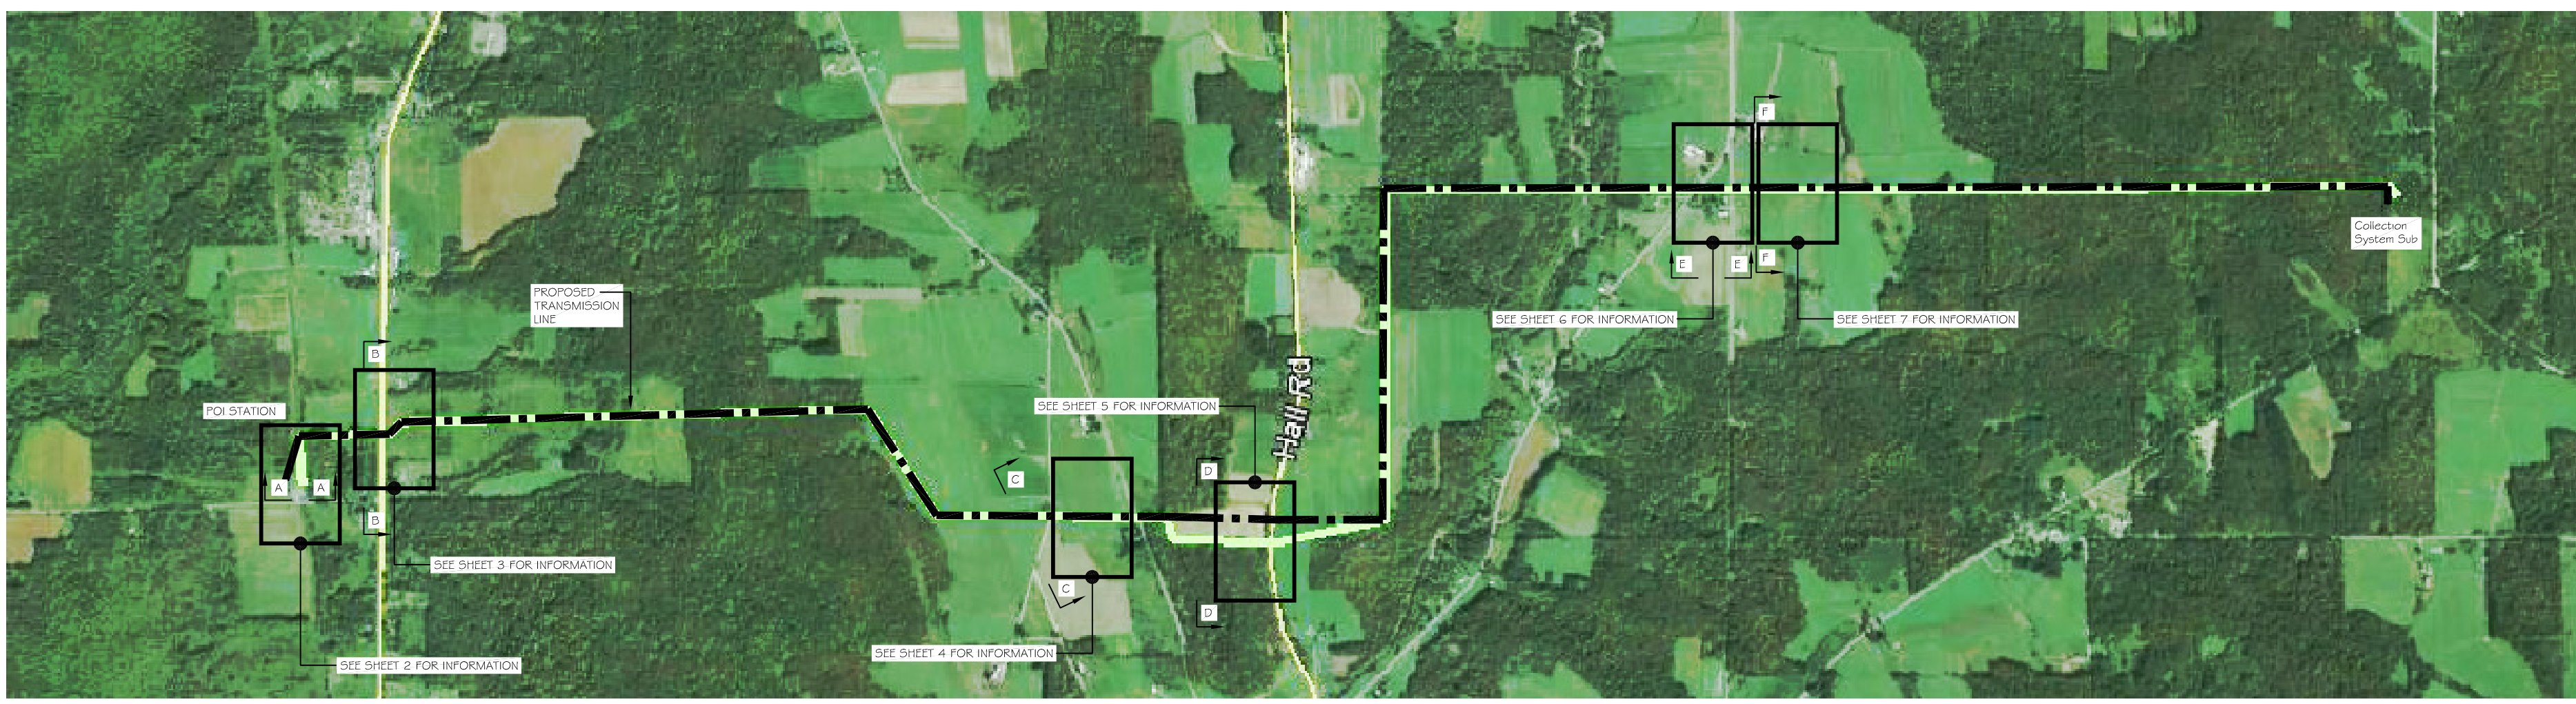 F
E
E
F
Collection
System Sub
PROPOSED
TRANSMISSION
LINE
SEE SHEET 6 FOR INFORMATION
SEE SHEET 7 FOR INFORMATION
B
POI STATION
SEE SHEET 5 FOR INFORMATION
Hall Rd
A
A
C
D
B
SEE SHEET 3 FOR INFORMATION
C
D
SEE SHEET 4 FOR INFORMATION
SEE SHEET 2 FOR INFORMATION